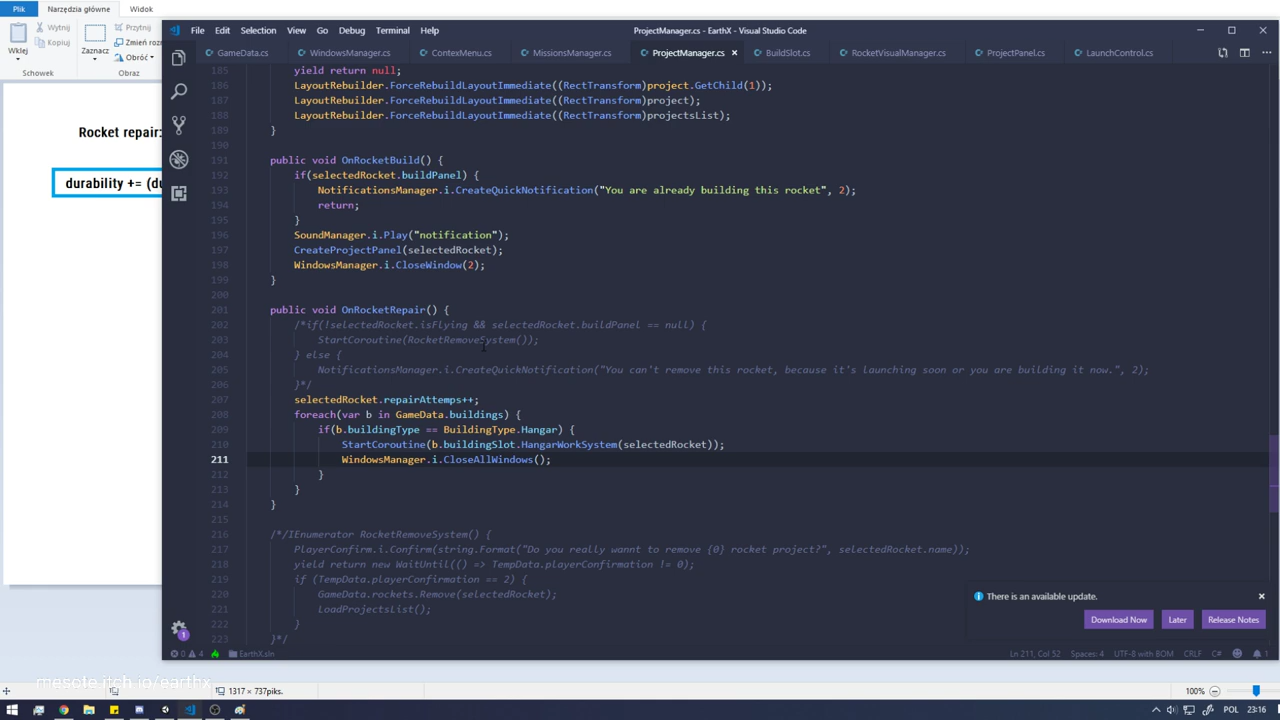 Plik
Narzędzia główne
Widok
Wklej
Wytnij
Kopiuj
Schowek
Zaznacz
Przytnij
Zmień roz
Obróć
Obraz
Rocket repair:
durability += (du
File Edit Selection View Go Debug Terminal Help
ProjectManager.cs - EarthX - Visual Studio Code
GameData.cs
WindowsManager.cs
ContexMenu.cs
MissionsManager.cs
ProjectManager.cs
BuildSlot.cs
RocketVisualManager.cs
ProjectPanel.cs
LaunchControl.cs
185 yield return null;
186 LayoutRebuilder.ForceRebuildLayoutImmediate((RectTransform)project.GetChild(1));
187 LayoutRebuilder.ForceRebuildLayoutImmediate((RectTransform)project);
188 LayoutRebuilder.ForceRebuildLayoutImmediate((RectTransform)projectsList);
189 }
190
191 public void OnRocketBuild() {
192 if(selectedRocket.buildPanel) {
193 NotificationsManager.i.CreateQuickNotification("You are already building this rocket", 2);
194 return;
195 }
196 SoundManager.i.Play("notification");
197 CreateProjectPanel(selectedRocket);
198 WindowsManager.i.CloseWindow(2);
199 }
200
201 public void OnRocketRepair() {
202 /*if(!selectedRocket.isFlying && selectedRocket.buildPanel == null) {
203 StartCoroutine(RocketRemoveSystem());
204 } else {
205 NotificationsManager.i.CreateQuickNotification("You can't remove this rocket, because it's launching soon or you are building it now.", 2);
206 }*/
207 selectedRocket.repairAttemps++;
208 foreach(var b in GameData.buildings) {
209 if(b.buildingType == BuildingType.Hangar) {
210 StartCoroutine(b.buildingSlot.HangarWorkSystem(selectedRocket));
211 WindowsManager.i.CloseAllWindows();
212 }
213 }
214 }
215
216 /*/IEnumerator RocketRemoveSystem() {
217 PlayerConfirm.i.Confirm(string.Format("Do you really wannt to remove {0} rocket project?", selectedRocket.name));
218 yield return new WaitUntil(() => TempData.playerConfirmation != 0);
219 if (TempData.playerConfirmation == 2) {
220 GameData.rockets.Remove(selectedRocket);
221 LoadProjectsList();
222 }
223 }*/
There is an available update.
Download Now
Later
Release Notes
1
0 4
EarthX.sln
Ln 211, Col 52
Spaces: 4
UTF-8 with BOM
CRLF
C#
1
mesote.itch.io/earthx
1317 × 737piks.
100%
POL
23:16